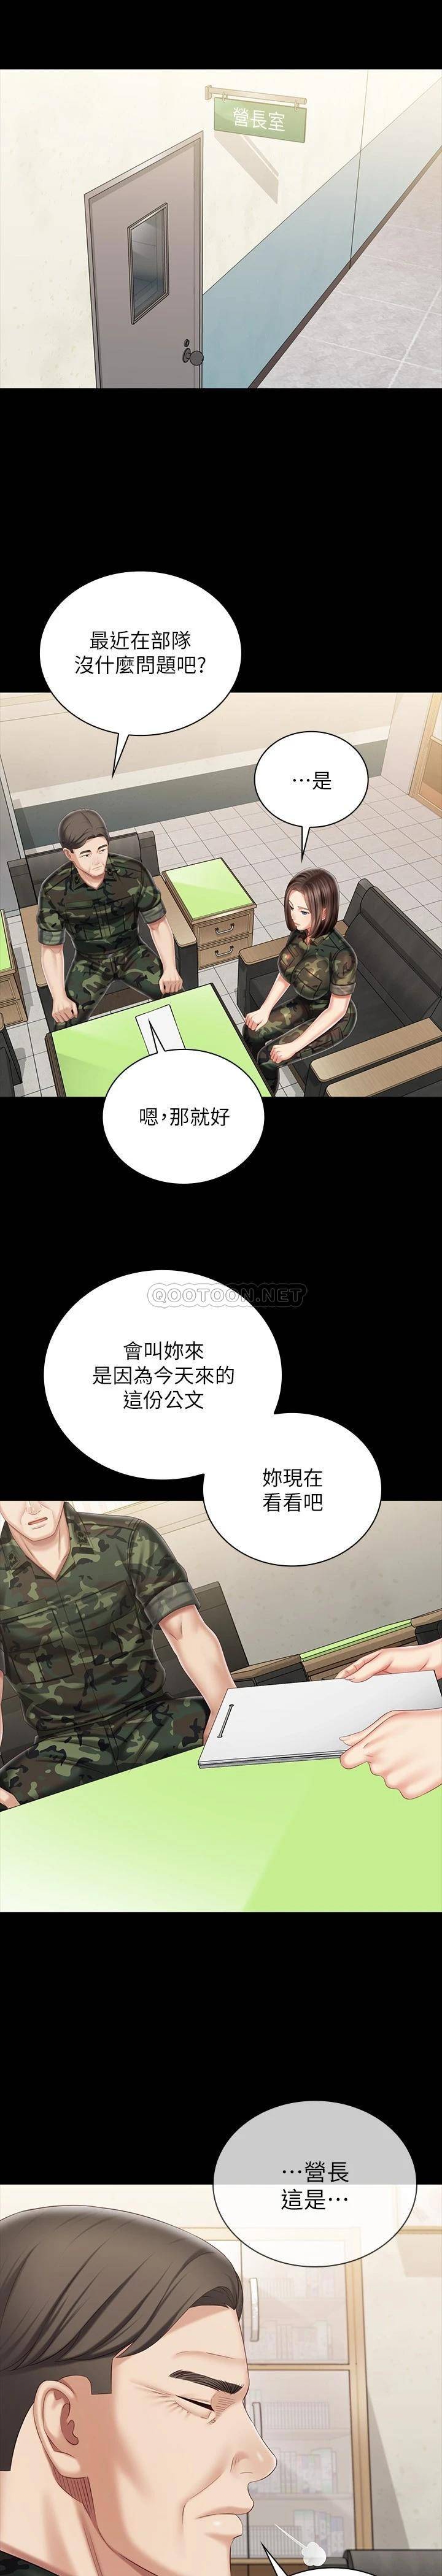 營長室
最近在部隊
沒什麼問題吧?
…是
嗯,那就好
QOOTOON.NET
會叫妳來
是因為今天來的
這份公文
妳現在
看看吧
…營長
這是…